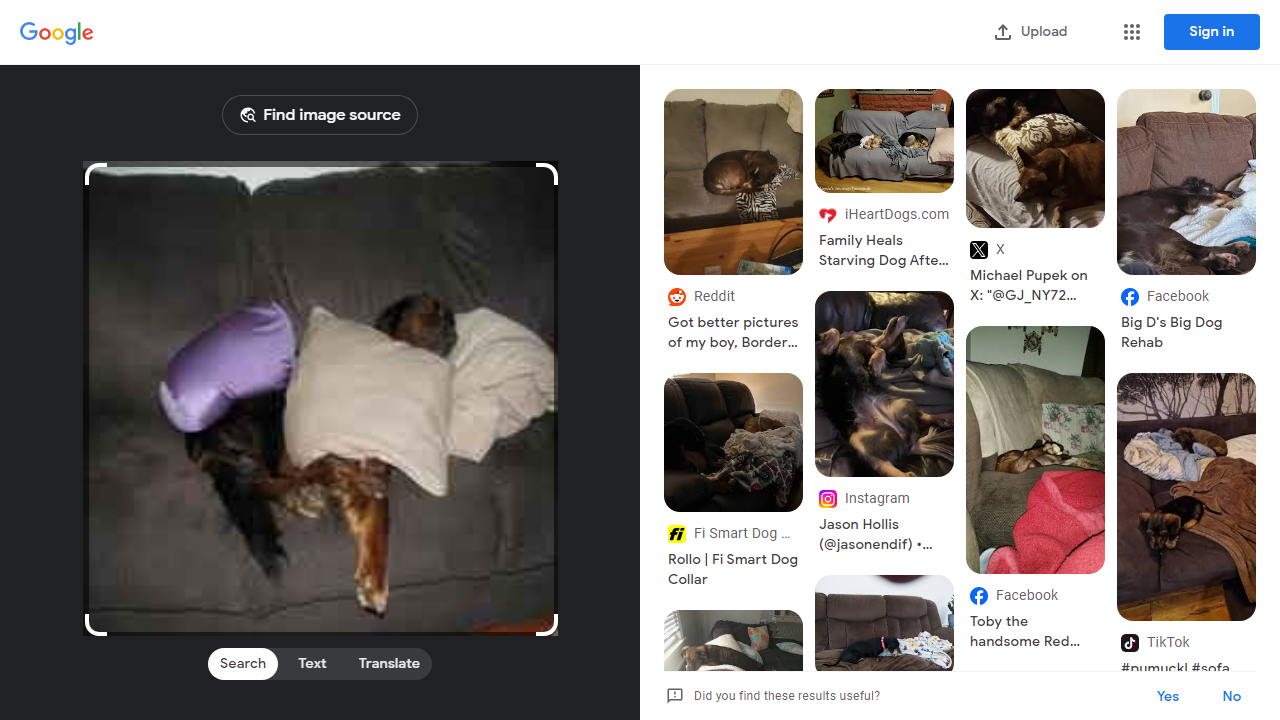 Google
Upload
Sign in
Find image source
Search
Text
Translate
Reddit
Got better pictures
of my boy, Border...
Fi Smart Dog ...
Rollo | Fi Smart Dog
Collar
iHeartDogs.com
Family Heals
Starving Dog Afte...
Instagram
Jason Hollis
(@jasonendif) •...
X
Michael Pupek on
X: "@GJ_NY72...
Facebook
Toby the
handsome Red...
Facebook
Big D's Big Dog
Rehab
TikTok
#pumuckl #sofa
Did you find these results useful?
Yes
No